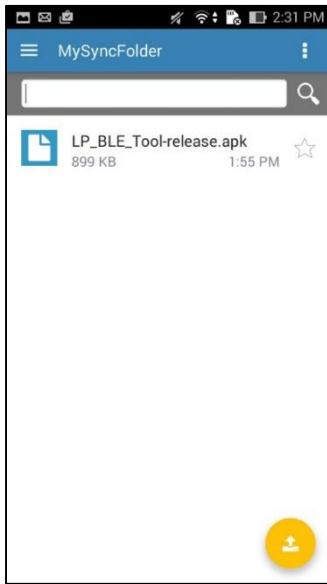 2:31 PM
MySyncFolder
LP_BLE_Tool-release.apk
899 KB 1:55 PM